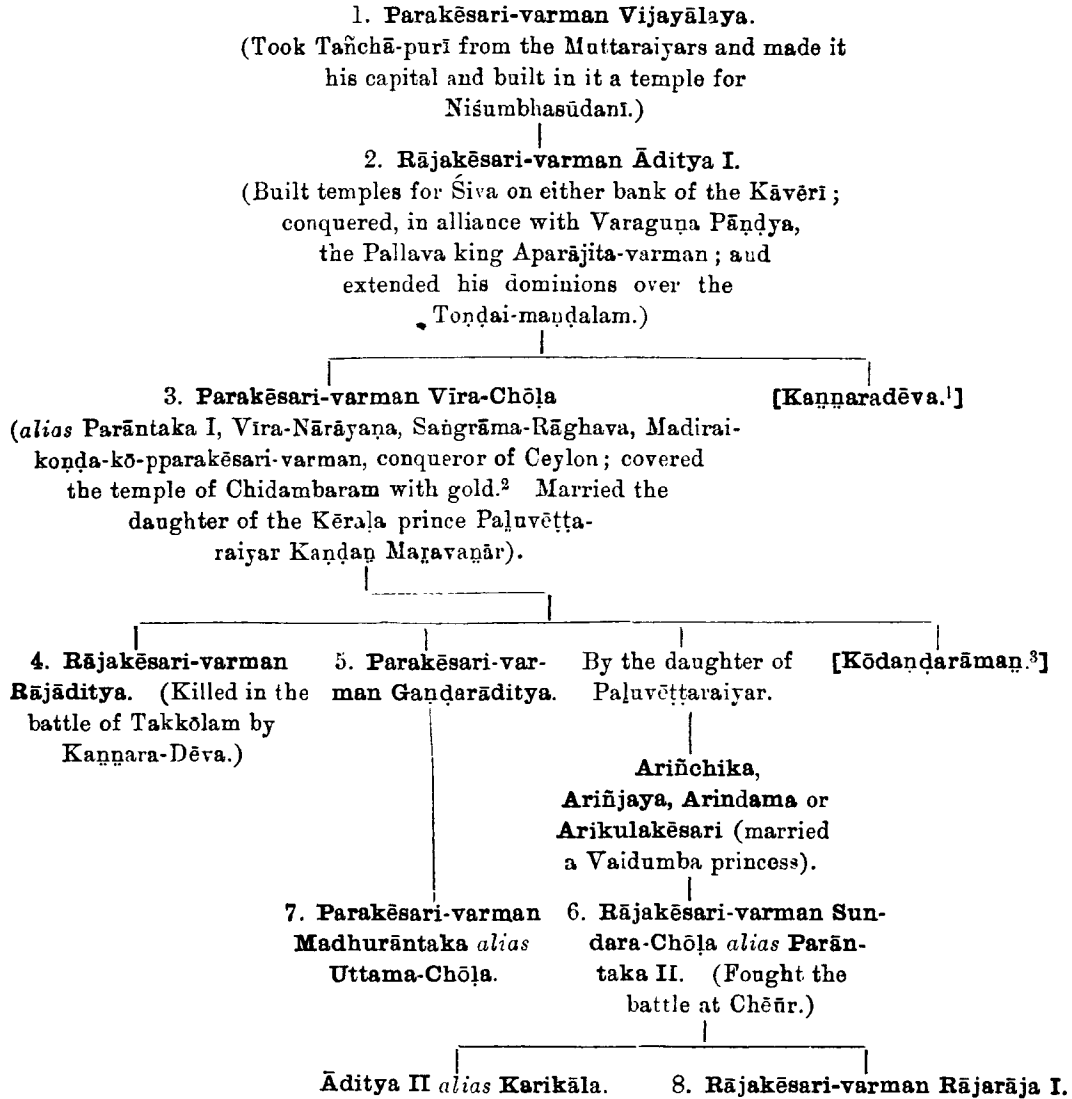 1. Parakēsari-varman Vijayālaya.
(Took Tañchā-purī from the Muttaraiyars and made it
his capital and built in it a temple for
Niśumbhasūdanī.)
2. Rājakēsari-varman Āditya I.
(Built temples for Śiva on either bank of the Kāvērī ;
conquered, in alliance with Varaguṇa Pāṇḍya,
the Pallava king Aparājita-varman ; and
extended his dominions over the
Toṇḍai-maṇḍalam.)
3. Parakēsari-varman Vīra-Chōḷa
[Kaṉṉaradēva.¹]
(alias Parāntaka I, Vīra-Nārāyaṇa, Saṅgrāma-Rāghava, Madirai-
koṇḍa-kō-pparakēsari-varman, conqueror of Ceylon ; covered
the temple of Chidambaram with gold.² Married the
daughter of the Kēraḷa prince Paḻuvēṭṭa-
raiyar Kaṇḍaṉ Maṟavaṉār).
4. Rājakēsari-varman
Rājāditya. (Killed in the
battle of Takkōlam by
Kaṉṉara-Dēva.)
5. Parakēsari-var-
man Gaṇḍarāditya.
By the daughter of
Paḻuvēṭṭaraiyar.
[Kōdaṇḍarāmaṉ.³]
Ariñchika,
Ariñjaya, Arindama or
Arikulakēsari (married
a Vaidumba princess).
7. Parakēsari-varman
Madhurāntaka alias
Uttama-Chōḷa.
6. Rājakēsari-varman Sun-
dara-Chōḷa alias Parān-
taka II. (Fought the
battle at Chēūr.)
Āditya II alias Karikāla.
8. Rājakēsari-varman Rājarāja I.